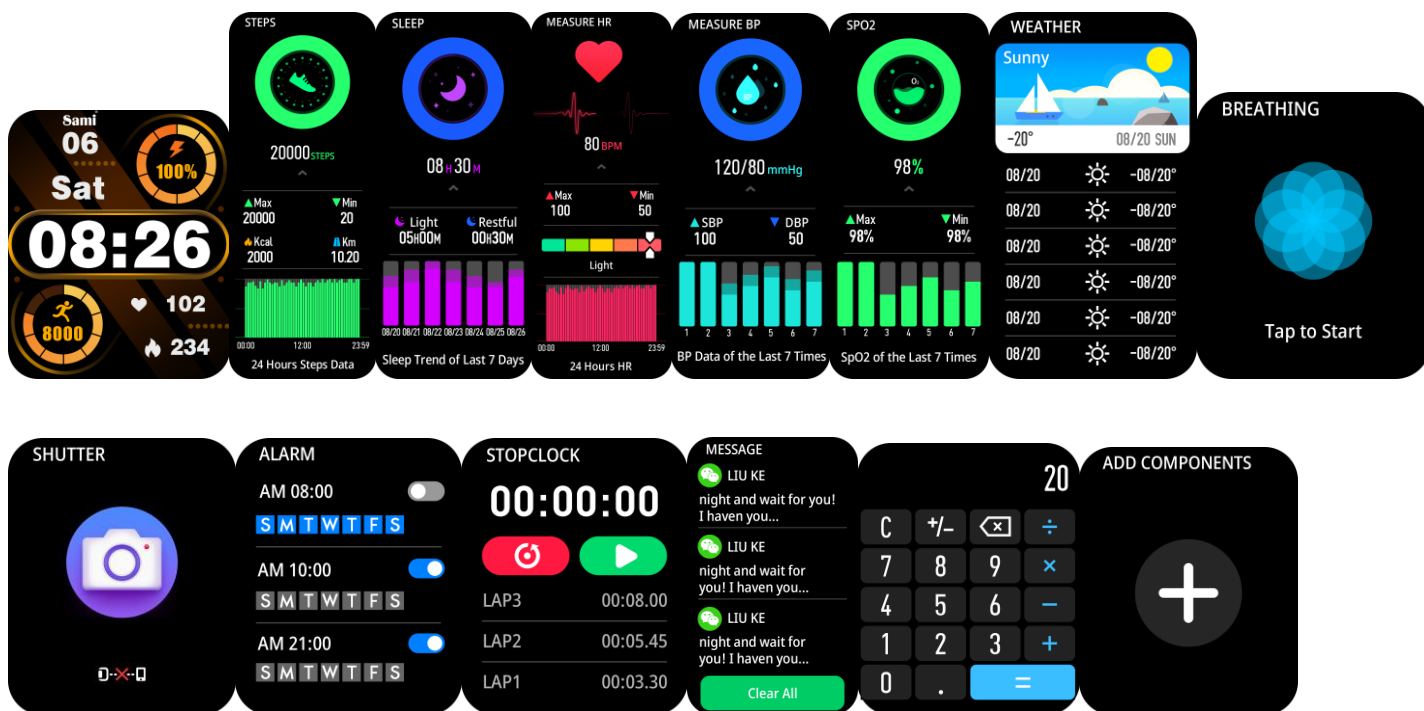 Sami
06
Sat
100%
08:26
8000
102
234
STEPS
20000 STEPS
Max Min
20000 20
Kcal Km
2000 10.20
00:00 12:00 23:59
24 Hours Steps Data
SLEEP
08 H 30 M
Light Restful
05H00M 00H30M
08/20 08/21 08/22 08/23 08/24 08/25 08/26
Sleep Trend of Last 7 Days
MEASURE HR
80 BPM
Max Min
100 50
Light
00:00 12:00 23:59
24 Hours HR
MEASURE BP
BP
120/80 mmHg
SBP DBP
100 50
1 2 3 4 5 6 7
BP Data of the Last 7 Times
SPO2
O2
98%
Max Min
98% 98%
1 2 3 4 5 6 7
SpO2 of the Last 7 Times
WEATHER
Sunny
-20° 08/20 SUN
08/20 -08/20°
08/20 -08/20°
08/20 -08/20°
08/20 -08/20°
08/20 -08/20°
08/20 -08/20°
BREATHING
Tap to Start
SHUTTER
ALARM
AM 08:00
S M T W T F S
AM 10:00
S M T W T F S
AM 21:00
S M T W T F S
STOPCLOCK
00:00:00
LAP3 00:08.00
LAP2 00:05.45
LAP1 00:03.30
MESSAGE
LIU KE
night and wait for you!
I haven you...
LIU KE
night and wait for
you! I haven you...
LIU KE
night and wait for
you! I haven you...
Clear All
20
C +/- ÷
7 8 9 ×
4 5 6 −
1 2 3 +
0 . =
ADD COMPONENTS